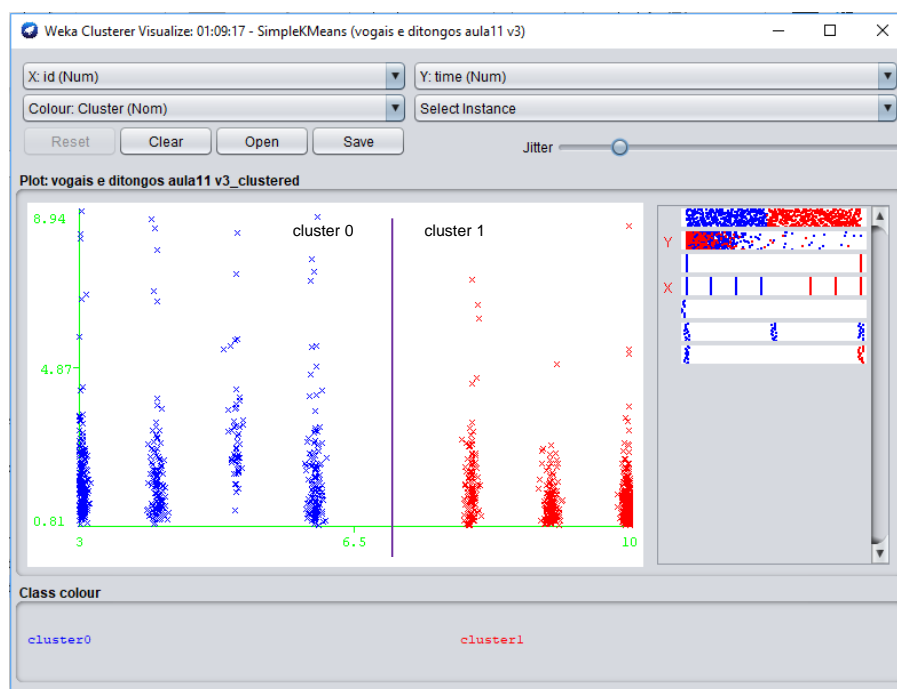 Weka Clusterer Visualize: 01:09:17 - SimpleKMeans (vogais e ditongos aula11 v3)
X: id (Num) Y: time (Num)
Colour: Cluster (Nom) Select Instance
Reset Clear Open Save Jitter
Plot: vogais e ditongos aula11 v3_clustered
8.94
cluster 0 cluster 1
Y
X
4.87
0.81
3 6.5 10
Class colour
cluster0 cluster1